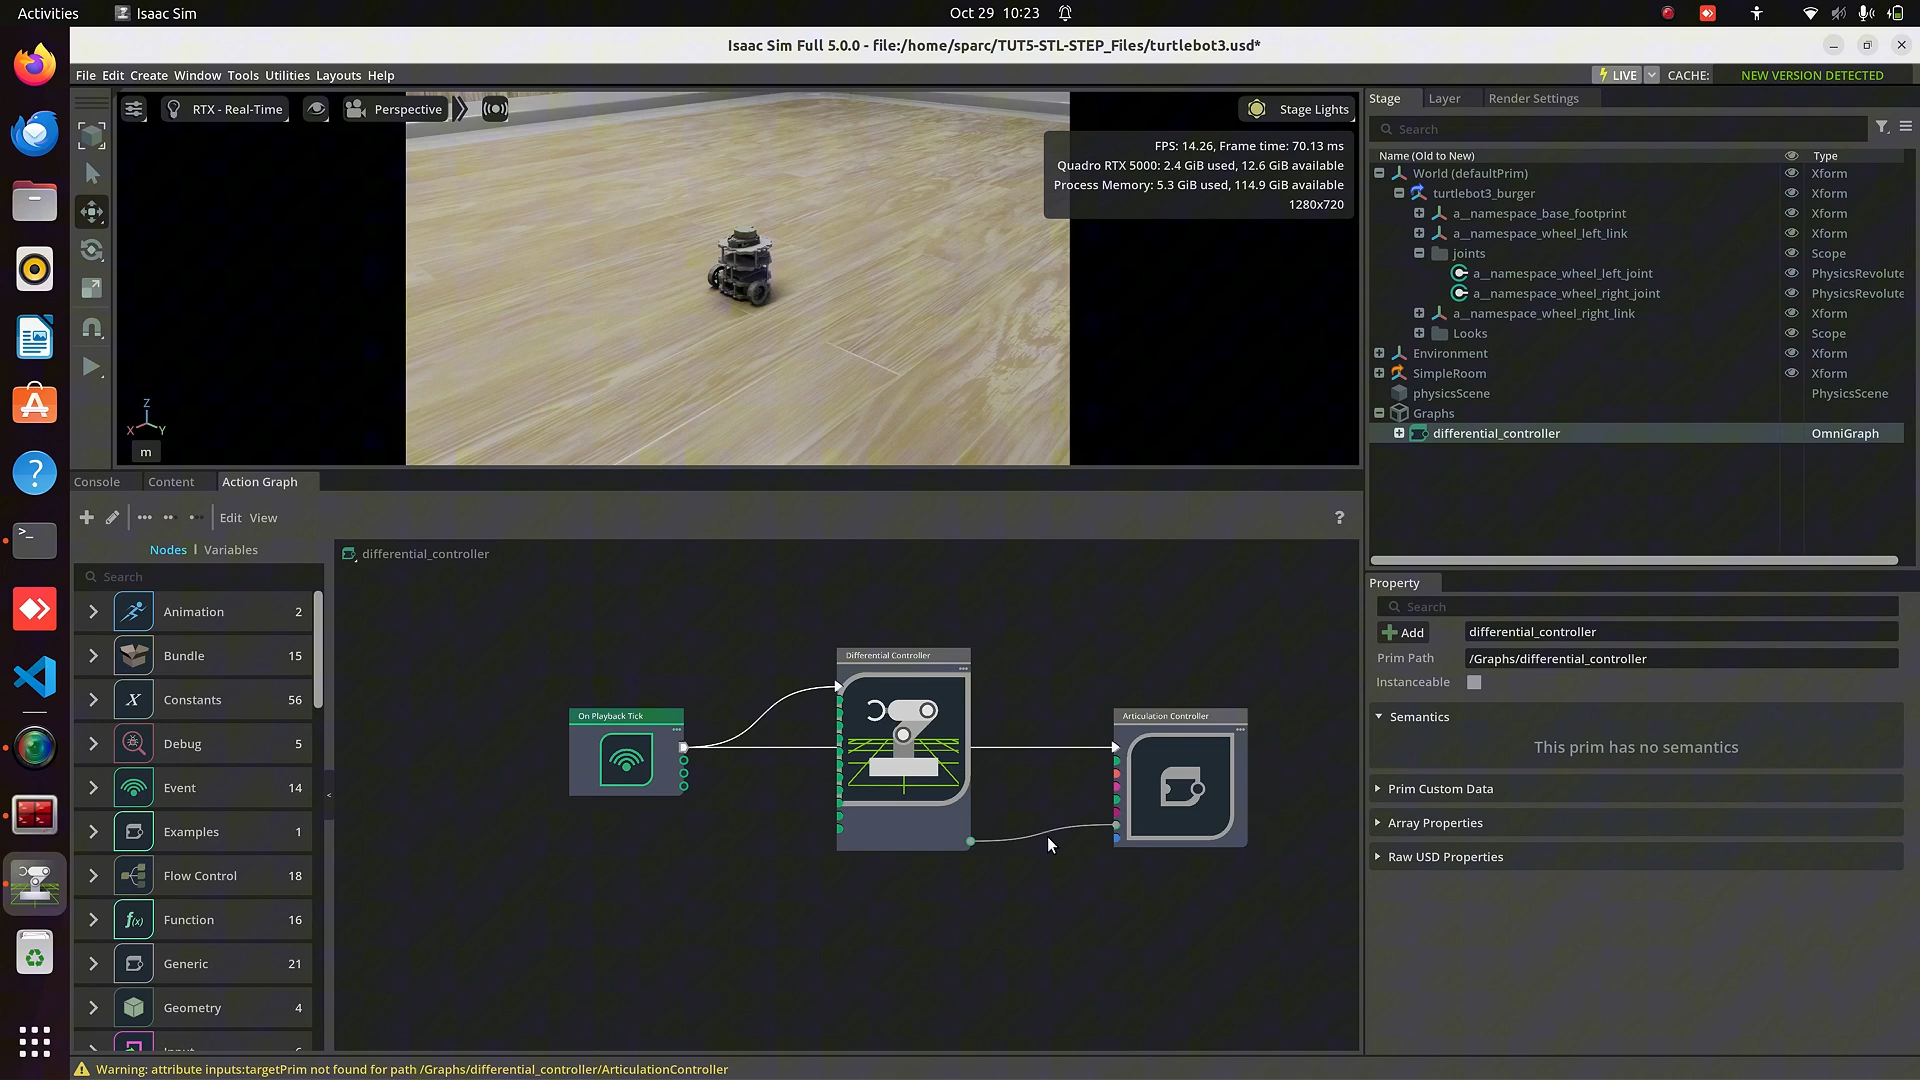 Activities
Isaac Sim
Oct 29 10:23
Isaac Sim Full 5.0.0 - file:/home/sparc/TUT5-STL-STEP_Files/turtlebot3.usd*
File Edit Create Window Tools Utilities Layouts Help
LIVE
CACHE:
NEW VERSION DETECTED
RTX - Real-Time
Perspective
Stage Lights
FPS: 14.26, Frame time: 70.13 ms
Quadro RTX 5000: 2.4 GiB used, 12.6 GiB available
Process Memory: 5.3 GiB used, 114.9 GiB available
1280x720
Z
X
Y
m
Stage
Layer
Render Settings
Search
Name (Old to New)
Type
World (defaultPrim)
Xform
turtlebot3_burger
Xform
a__namespace_base_footprint
Xform
a__namespace_wheel_left_link
Xform
joints
Scope
a__namespace_wheel_left_joint
PhysicsRevolute
a__namespace_wheel_right_joint
PhysicsRevolute
a__namespace_wheel_right_link
Xform
Looks
Scope
Environment
Xform
SimpleRoom
Xform
physicsScene
PhysicsScene
Graphs
differential_controller
OmniGraph
Console
Content
Action Graph
Edit View
?
Nodes | Variables
Search
Animation 2
Bundle 15
Constants 56
Debug 5
Event 14
Examples 1
Flow Control 18
Function 16
Generic 21
Geometry 4
differential_controller
On Playback Tick
Differential Controller
Articulation Controller
Property
Search
Add
differential_controller
Prim Path
/Graphs/differential_controller
Instanceable
Semantics
This prim has no semantics
Prim Custom Data
Array Properties
Raw USD Properties
Warning: attribute inputs:targetPrim not found for path /Graphs/differential_controller/ArticulationController